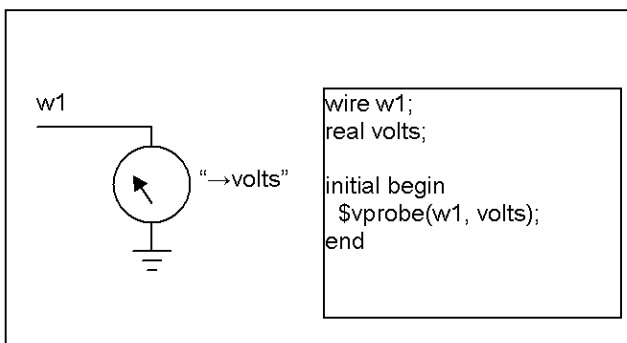 w1
“→volts”
wire w1;
real volts;
initial begin
$vprobe(w1, volts);
end